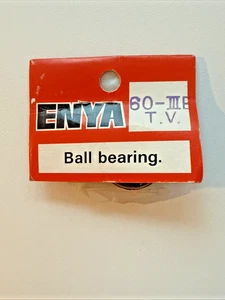 ENYA
60-IIIB
T.V.
Ball bearing.